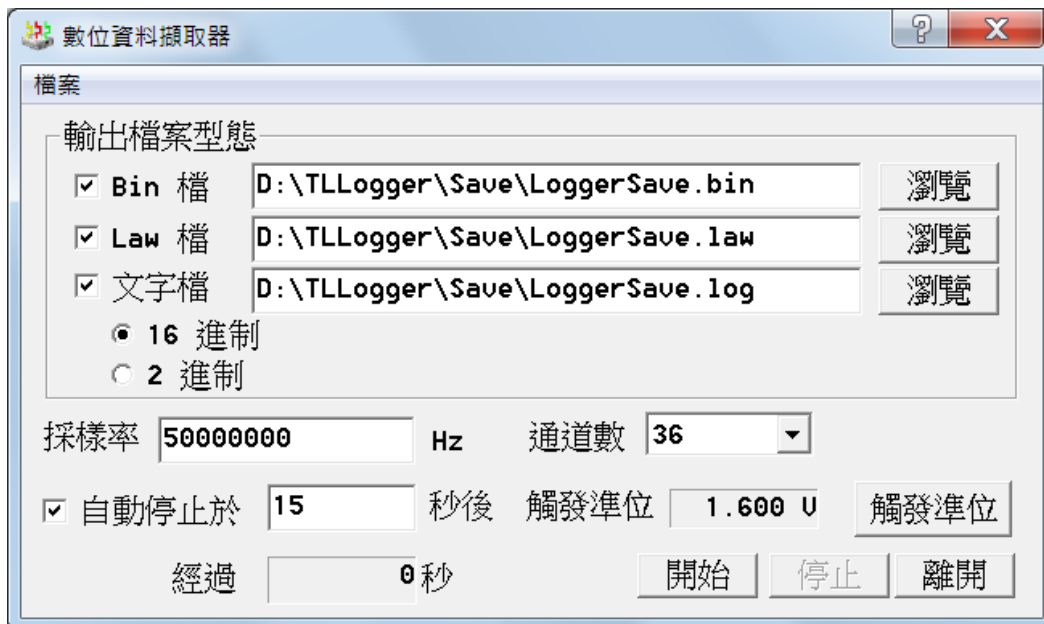 數位資料擷取器
檔案
輸出檔案型態
Bin 檔 D:\TLLogger\Save\LoggerSave.bin 瀏覽
Law 檔 D:\TLLogger\Save\LoggerSave.law 瀏覽
文字檔 D:\TLLogger\Save\LoggerSave.log 瀏覽
16 進制
2 進制
採樣率 50000000 Hz 通道數 36
自動停止於 15 秒後 觸發準位 1.600 V 觸發準位
經過 0 秒 開始 停止 離開